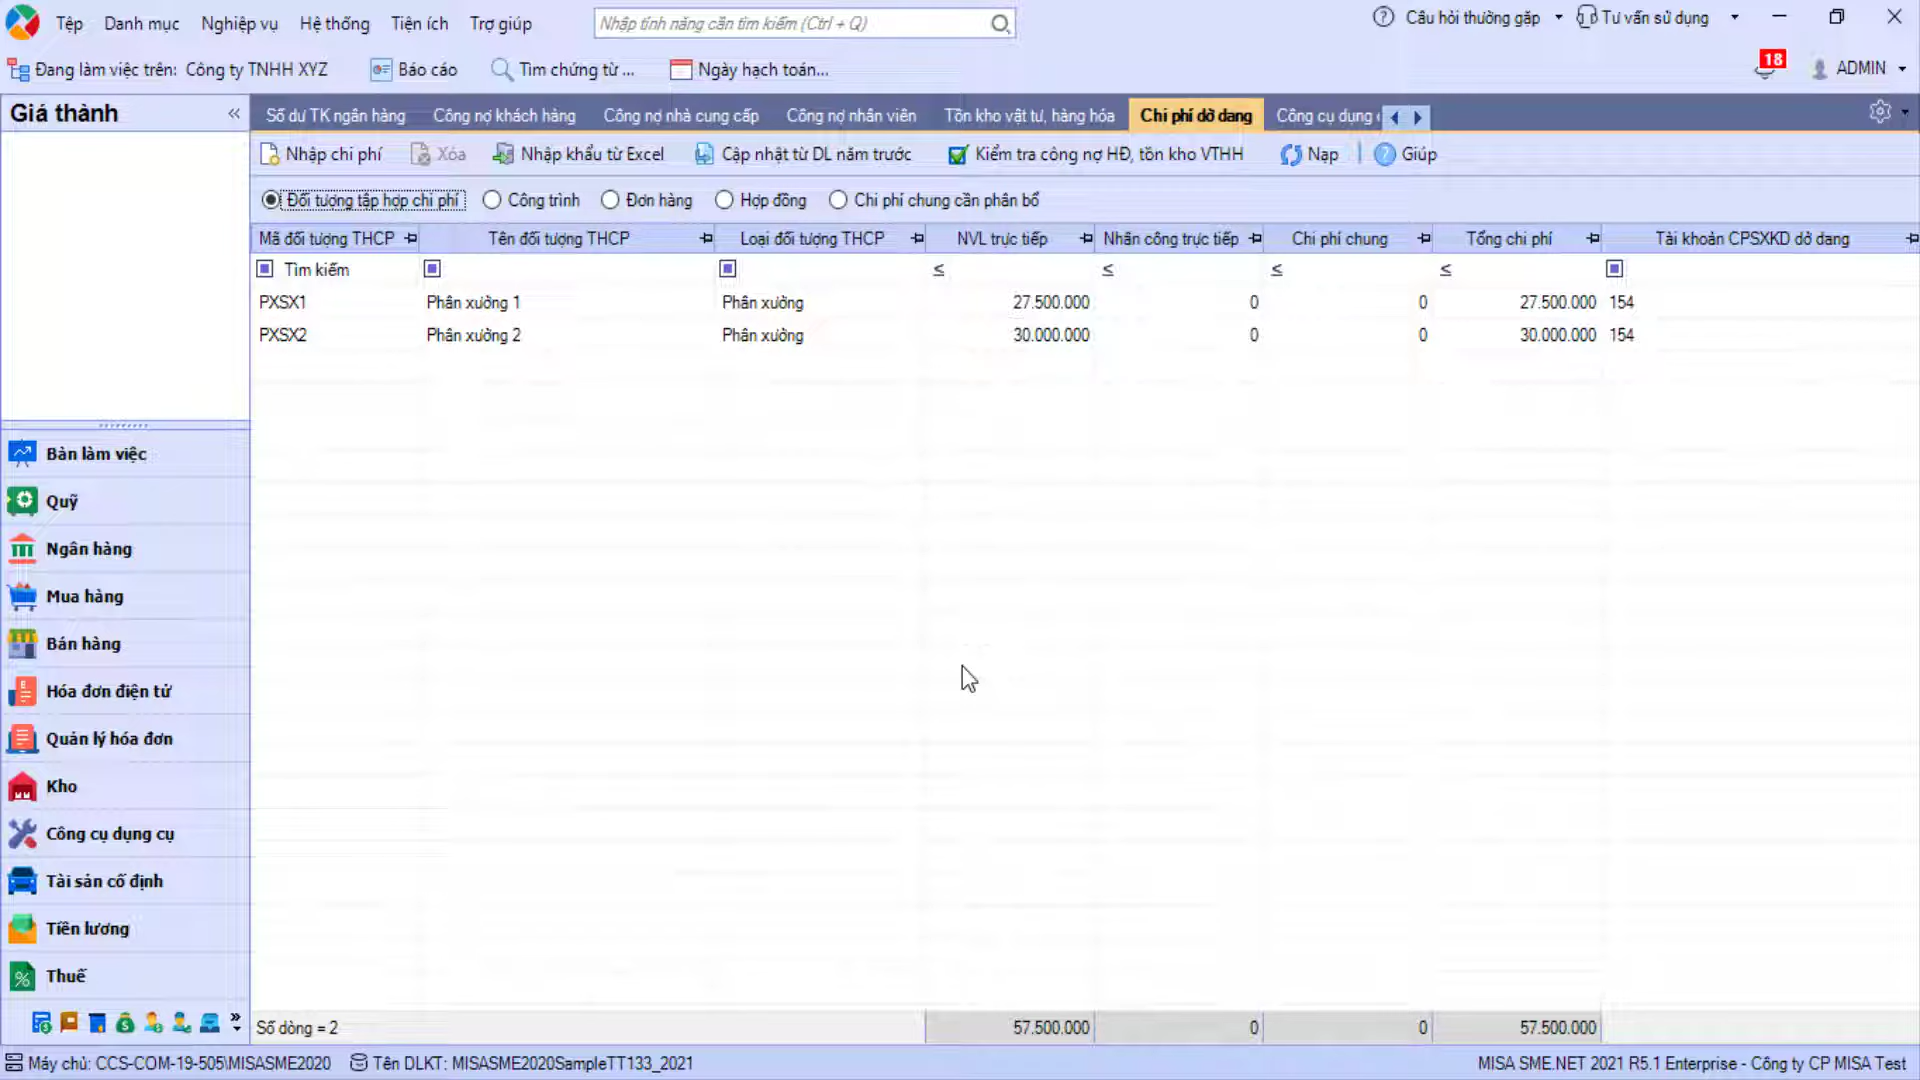 Tệp Danh mục Nghiệp vụ Hệ thống Tiện ích Trợ giúp Nhập tính năng cần tìm kiếm (Ctrl + Q) Câu hỏi thường gặp Tư vấn sử dụng
Đang làm việc trên: Công ty TNHH XYZ Báo cáo Tìm chứng từ ... Ngày hạch toán... 18 ADMIN
Giá thành
Số dư TK ngân hàng Công nợ khách hàng Công nợ nhà cung cấp Công nợ nhân viên Tồn kho vật tư, hàng hóa Chi phí dở dang Công cụ dụng
Nhập chi phí Xóa Nhập khẩu từ Excel Cập nhật từ DL năm trước Kiểm tra công nợ HĐ, tồn kho VTHH Nạp Giúp
Đối tượng tập hợp chi phí Công trình Đơn hàng Hợp đồng Chi phí chung cần phân bổ
Mã đối tượng THCP Tên đối tượng THCP Loại đối tượng THCP NVL trực tiếp Nhân công trực tiếp Chi phí chung Tổng chi phí Tài khoản CPSXKD dở dang
Tìm kiếm ≤ ≤ ≤ ≤
PXSX1 Phân xưởng 1 Phân xưởng 27.500.000 0 0 27.500.000 154
PXSX2 Phân xưởng 2 Phân xưởng 30.000.000 0 0 30.000.000 154
Bàn làm việc
Quỹ
Ngân hàng
Mua hàng
Bán hàng
Hóa đơn điện tử
Quản lý hóa đơn
Kho
Công cụ dụng cụ
Tài sản cố định
Tiền lương
Thuế
Số dòng = 2 57.500.000 0 0 57.500.000
Máy chủ: CCS-COM-19-505\MISASME2020 Tên DLKT: MISASME2020SampleTT133_2021 MISA SME.NET 2021 R5.1 Enterprise - Công ty CP MISA Test